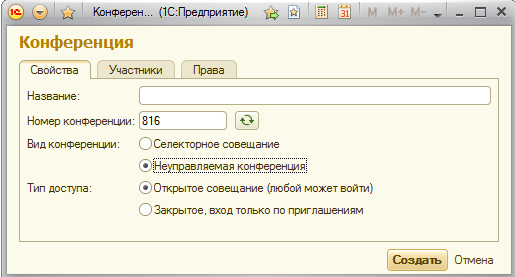 Конферен... (1С:Предприятие)
31
M M+ M-
Конференция
Свойства Участники Права
Название:
Номер конференции: 816
Вид конференции: Селекторное совещание
Неуправляемая конференция
Тип доступа: Открытое совещание (любой может войти)
Закрытое, вход только по приглашениям
Создать Отмена